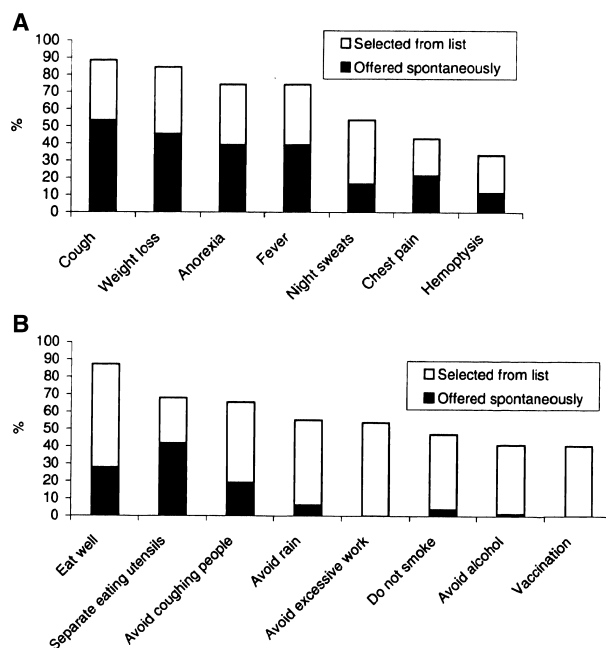 A
100
90
80
70
60
50
40
30
20
10
0
%
Selected from list
Offered spontaneously
Cough
Weight loss
Anorexia
Fever
Night sweats
Chest pain
Hemoptysis
B
100
90
80
70
60
50
40
30
20
10
0
%
Selected from list
Offered spontaneously
Eat well
Separate eating utensils
Avoid coughing people
Avoid rain
Avoid excessive work
Do not smoke
Avoid alcohol
Vaccination